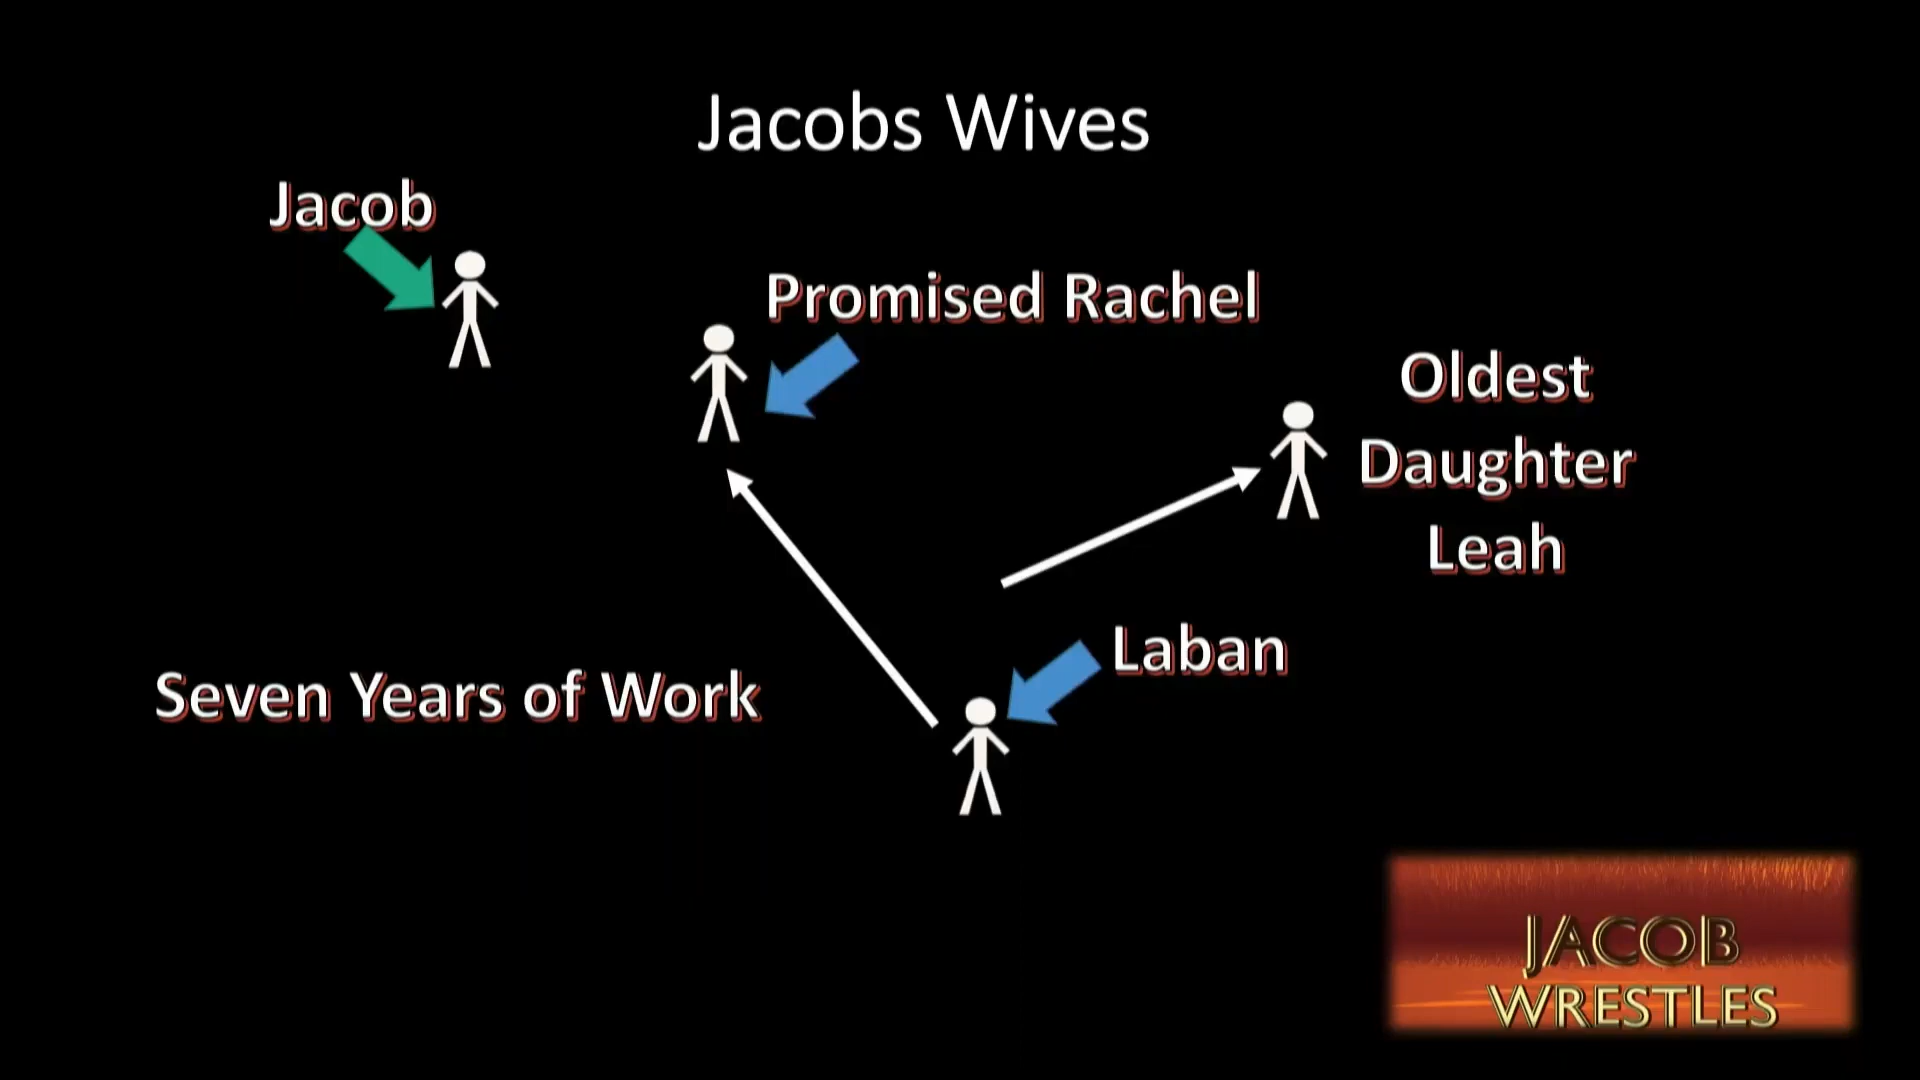 Jacobs Wives
Jacob
Promised Rachel
Oldest
Daughter
Leah
Laban
Seven Years of Work
JACOB
WRESTLES